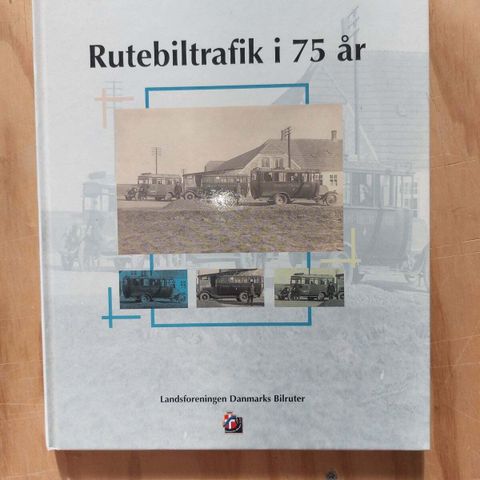 Rutebiltrafik i 75 år
Landsforeningen Danmarks Bilruter